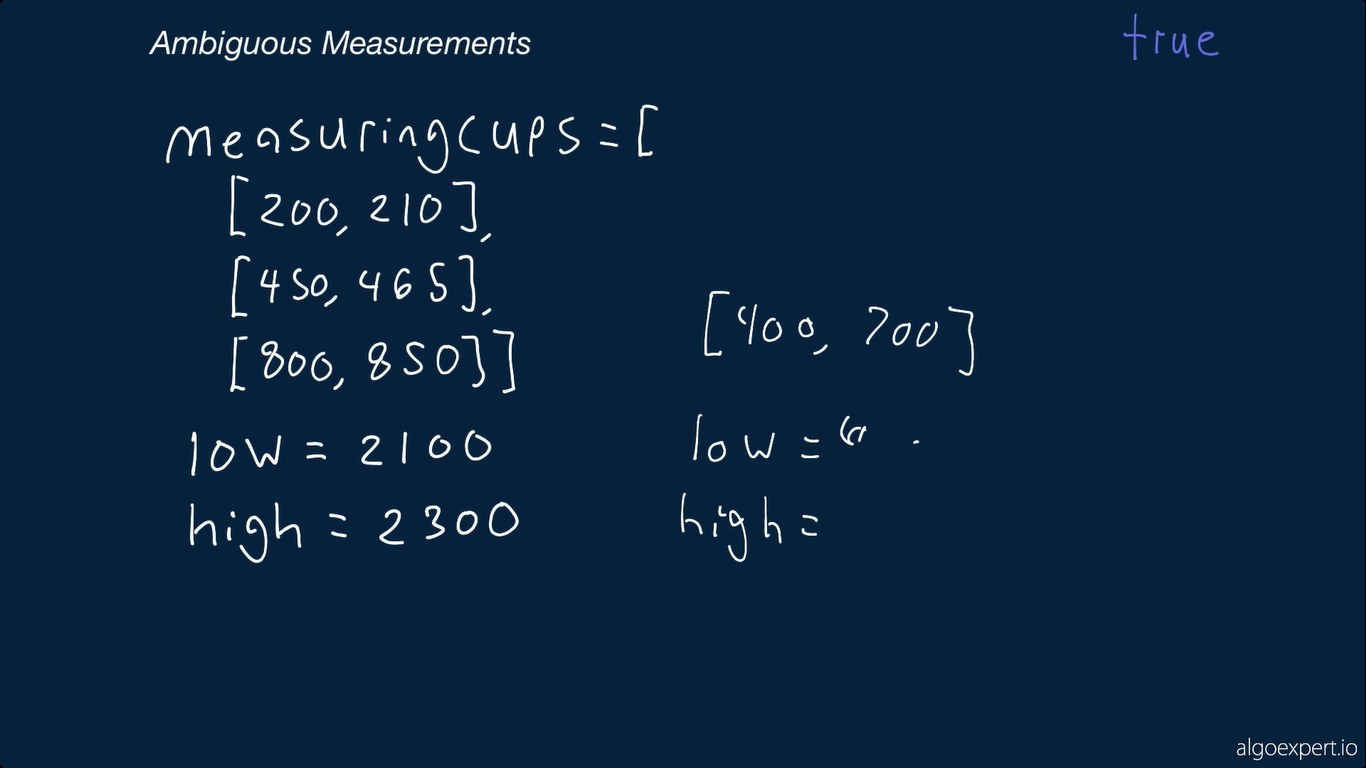 Ambiguous Measurements
true
measuringcups=[
[200, 210],
[450, 465],
[800, 850]]
low = 2100
high = 2300
[400, 700]
low =
high =
algoexpert.io